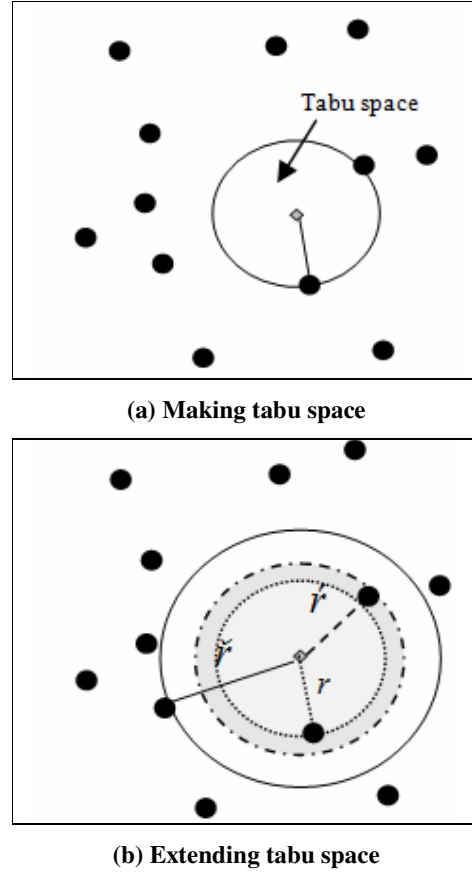 Tabu space
(a) Making tabu space
ŕ
ř
r
(b) Extending tabu space